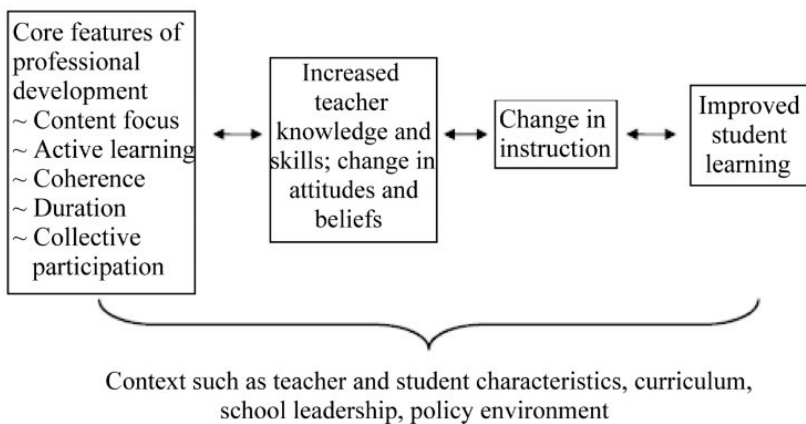 Core features of
professional
development
~ Content focus
~ Active learning
~ Coherence
~ Duration
~ Collective
participation
Increased
teacher
knowledge and
skills; change in
attitudes and
beliefs
Change in
instruction
Improved
student
learning
Context such as teacher and student characteristics, curriculum,
school leadership, policy environment